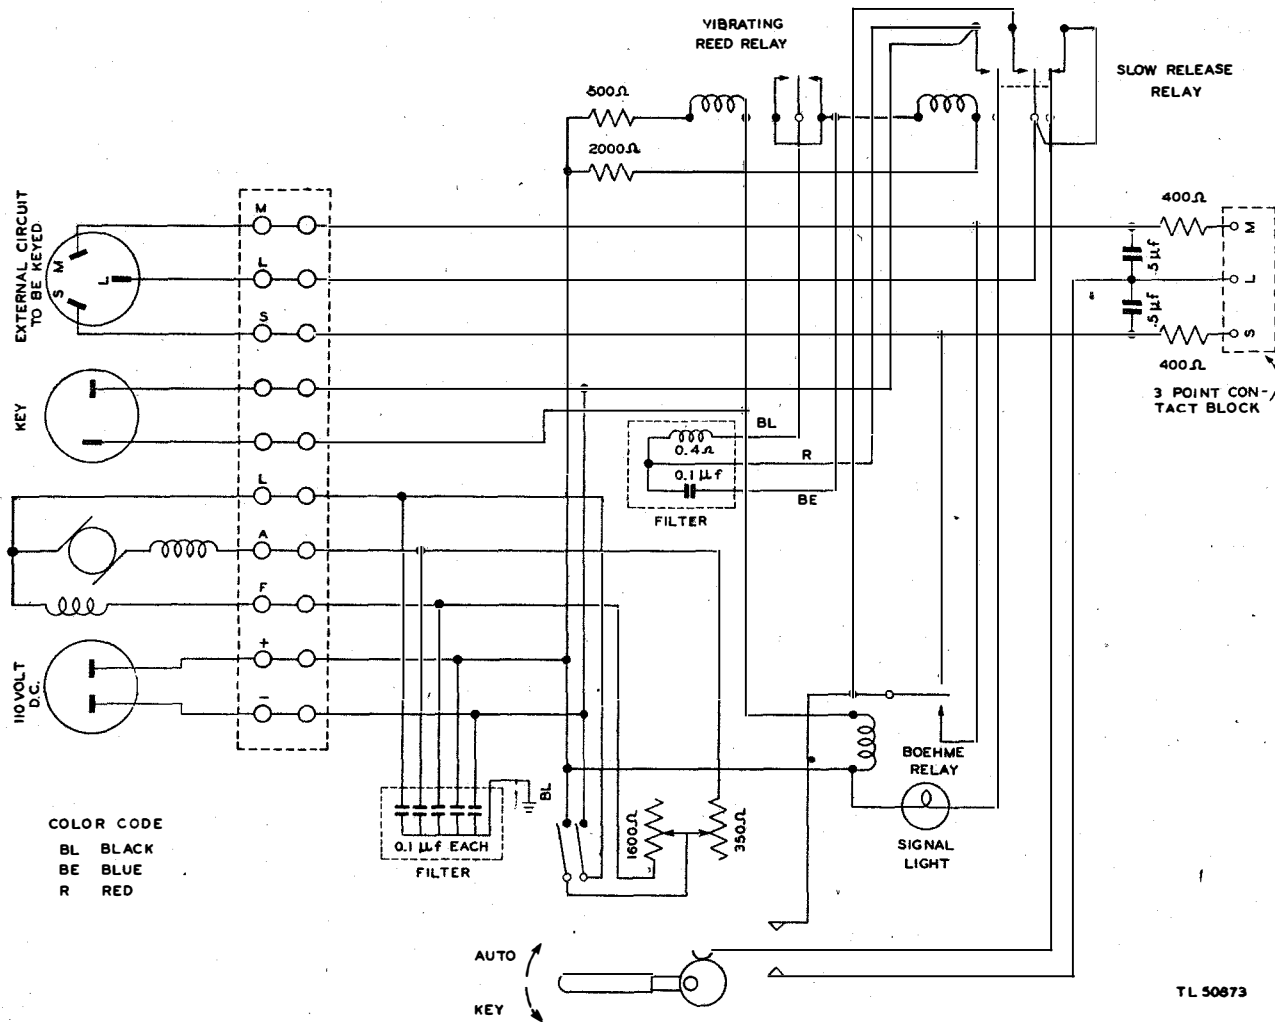 VIBRATING
REED RELAY
SLOW RELEASE
RELAY
500Ω
2000Ω
EXTERNAL CIRCUIT
TO BE KEYED
M
L
S
M
L
S
400Ω
.5 µf
.5 µf
400Ω
M
L
S
3 POINT CON-
TACT BLOCK
KEY
BL
0.4Ω
R
0.1 µf
BE
FILTER
L
A
F
+
−
110 VOLT
D.C.
BOEHME
RELAY
BL
1600Ω
350Ω
0.1 µf EACH
FILTER
SIGNAL
LIGHT
COLOR CODE
BL BLACK
BE BLUE
R RED
AUTO
KEY
TL 50673